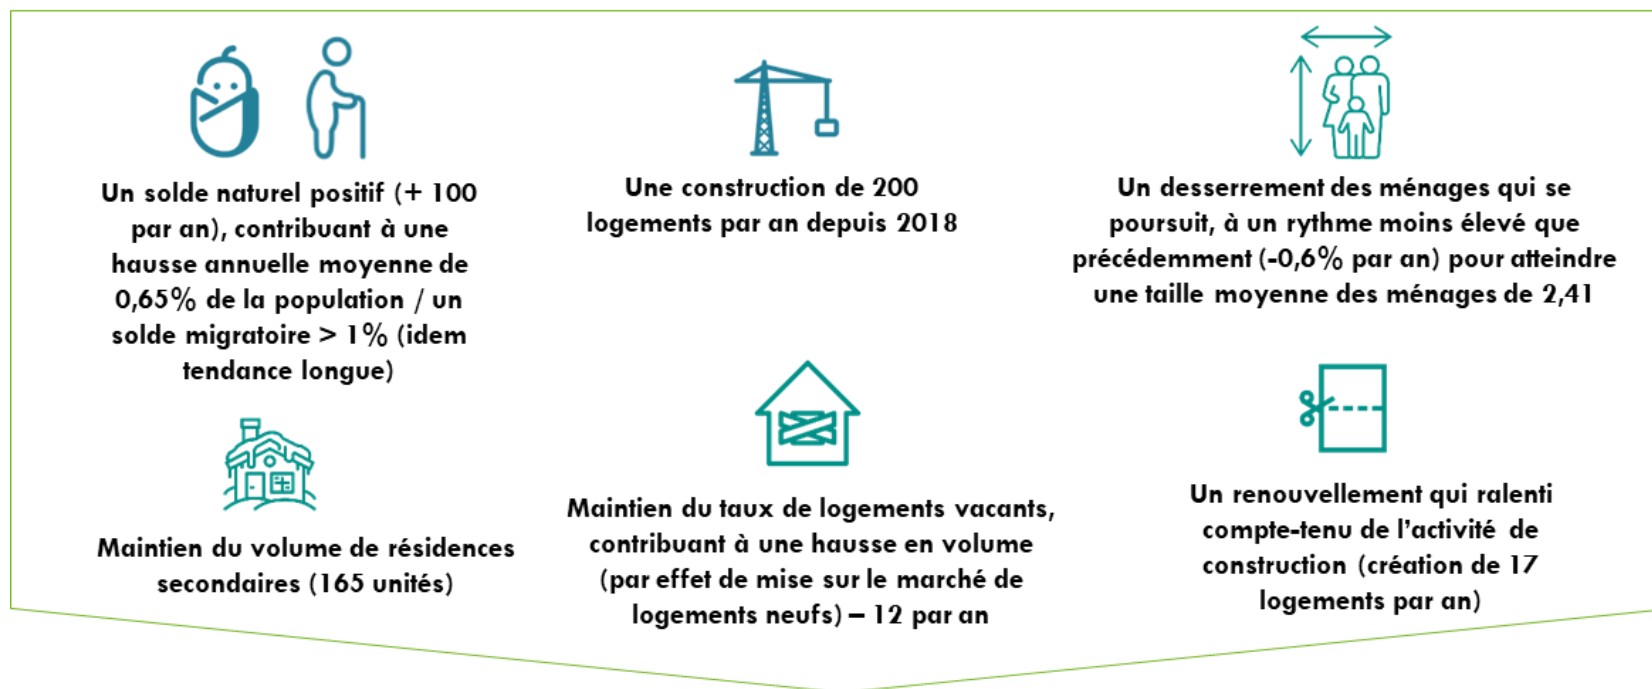 Un solde naturel positif (+ 100
par an), contribuant à une
hausse annuelle moyenne de
0,65% de la population / un
solde migratoire > 1% (idem
tendance longue)
Une construction de 200
logements par an depuis 2018
Un desserrement des ménages qui se
poursuit, à un rythme moins élevé que
précédemment (-0,6% par an) pour atteindre
une taille moyenne des ménages de 2,41
Maintien du volume de résidences
secondaires (165 unités)
Maintien du taux de logements vacants,
contribuant à une hausse en volume
(par effet de mise sur le marché de
logements neufs) – 12 par an
Un renouvellement qui ralenti
compte-tenu de l’activité de
construction (création de 17
logements par an)